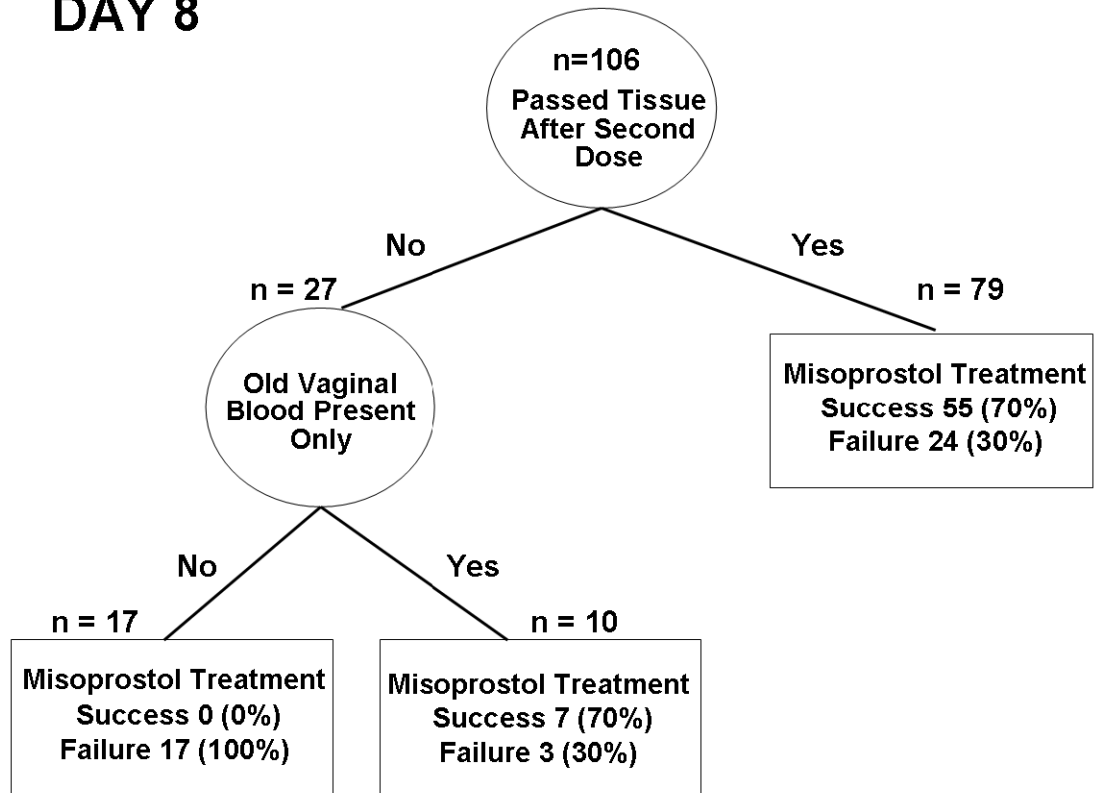 DAY 8
n=106
Passed Tissue
After Second
Dose
No
Yes
n = 27
n = 79
Old Vaginal
Blood Present
Only
Misoprostol Treatment
Success 55 (70%)
Failure 24 (30%)
No
Yes
n = 17
n = 10
Misoprostol Treatment
Success 0 (0%)
Failure 17 (100%)
Misoprostol Treatment
Success 7 (70%)
Failure 3 (30%)